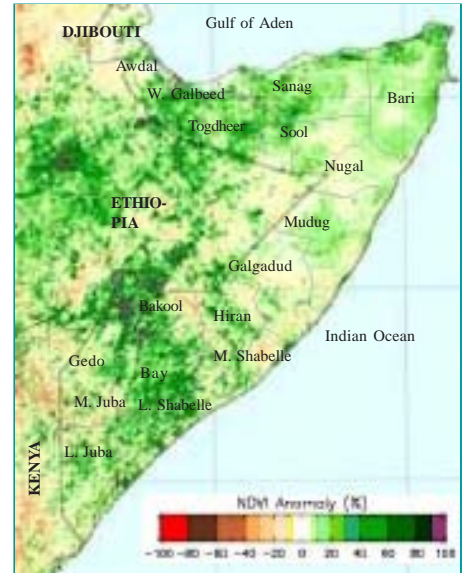 Gulf of Aden
DJIBOUTI
Awdal
W. Galbeed
Sanag
Bari
Togdheer
Sool
Nugal
ETHIO-
PIA
Mudug
Galgadud
Bakool
Hiran
Indian Ocean
M. Shabelle
Gedo
Bay
M. Juba
L. Shabelle
L. Juba
KENYA
NDVI Anomaly (%)
-100 -80 -60 -40 -20 0 20 40 60 80 100